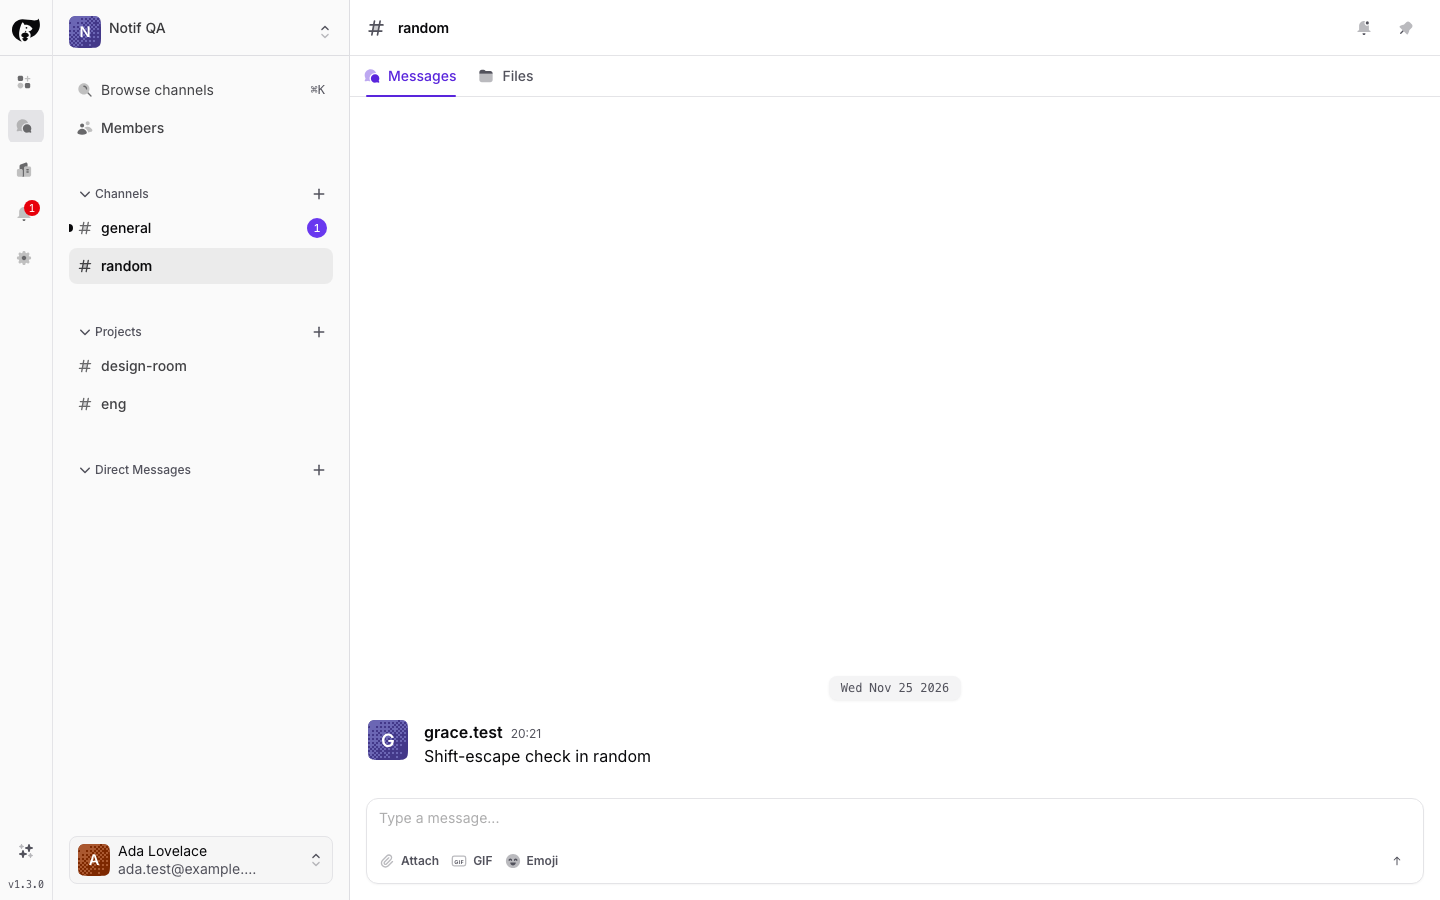 N
Notif QA
random
Messages
Files
Browse channels
⌘K
Members
Channels
general
1
random
1
Projects
design-room
eng
Direct Messages
Wed Nov 25 2026
G
grace.test 20:21
Shift-escape check in random
Type a message...
Attach
GIF
GIF
Emoji
A
Ada Lovelace
ada.test@example....
v1.3.0